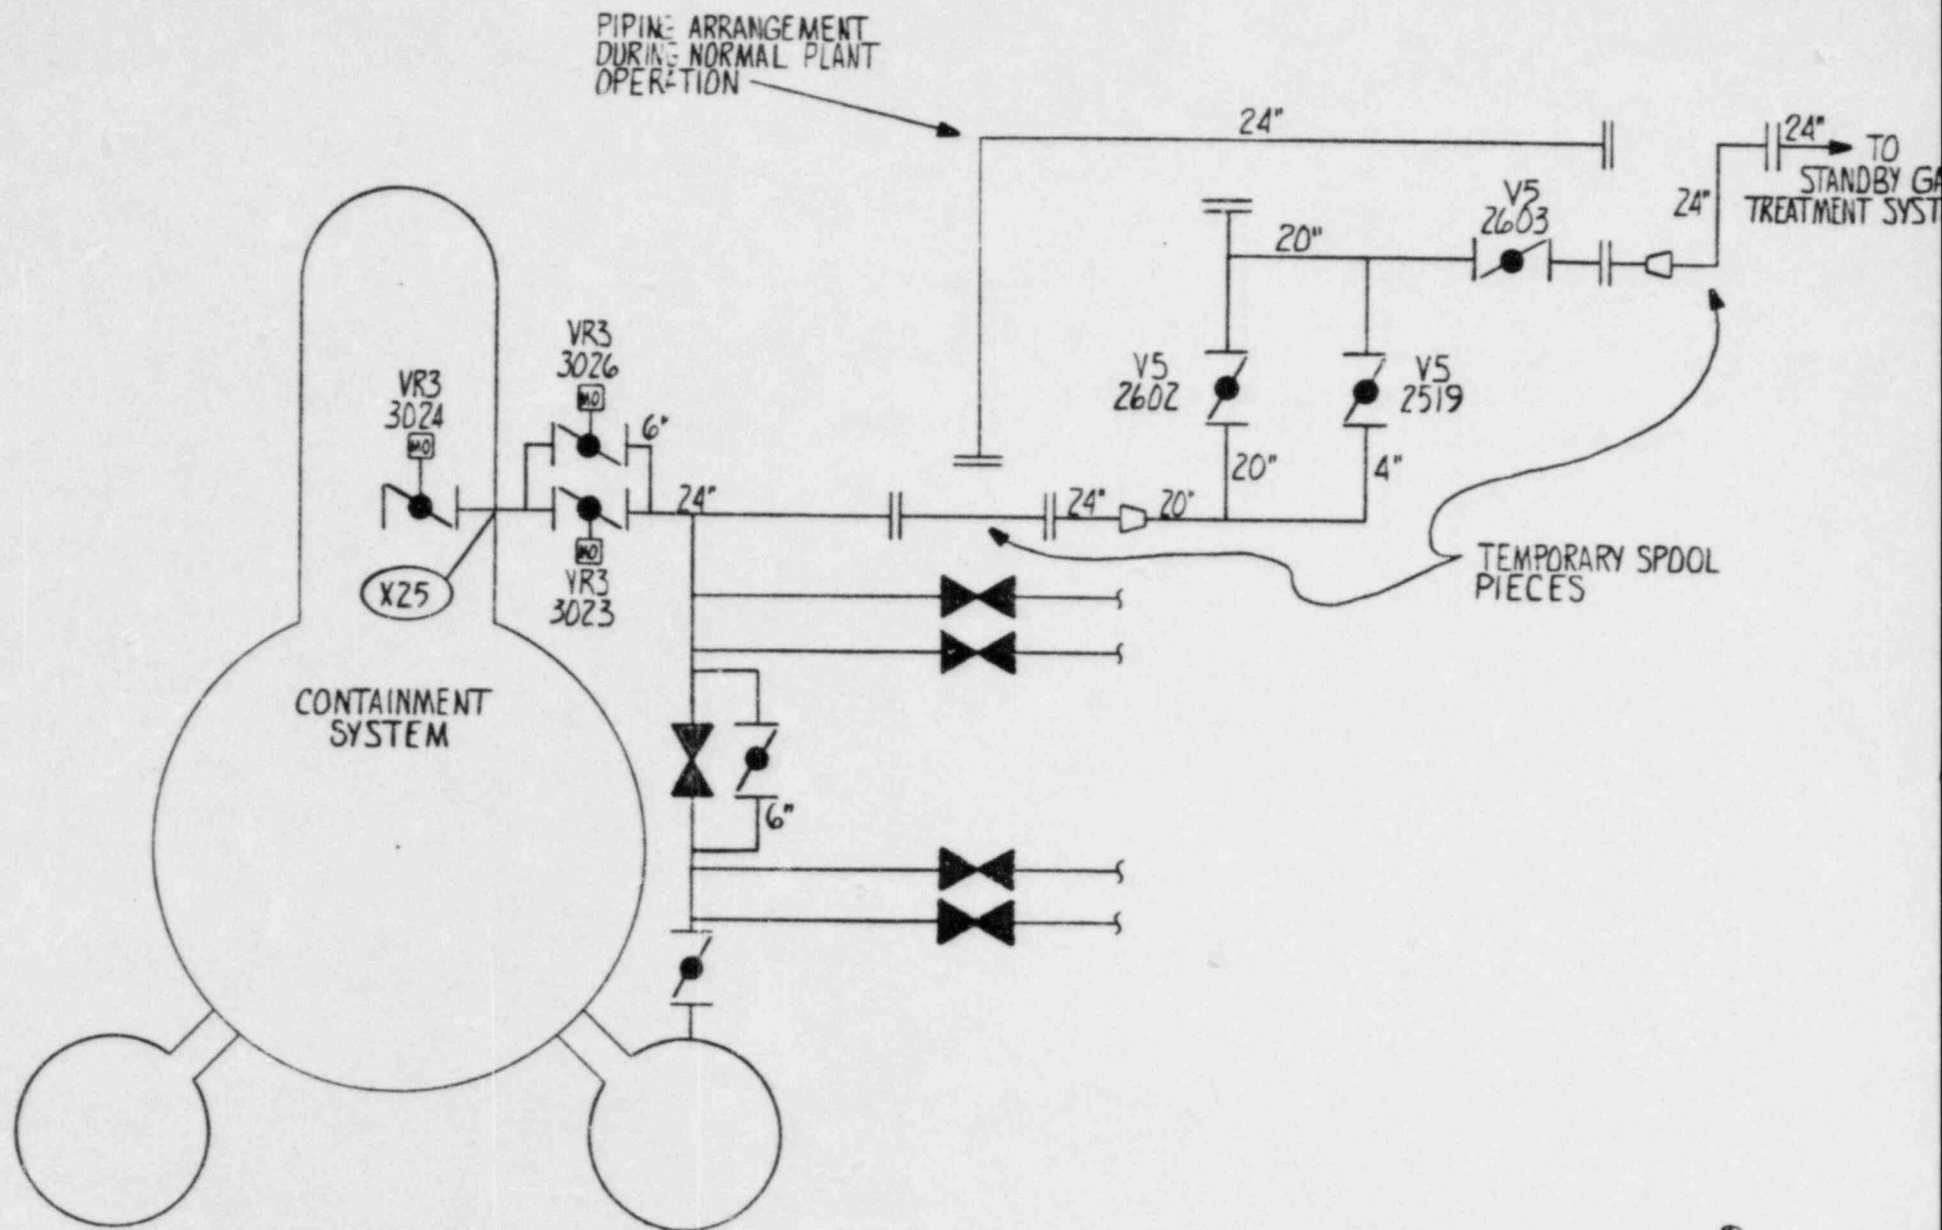 PIPING ARRANGEMENT
DURING NORMAL PLANT
OPERATION
24"
24"
TO
STANDBY GA
TREATMENT SYST
24"
V5
2603
20"
V5
2602
V5
2519
20"
4"
VR3
3026
MO
6"
VR3
3024
MO
24"
24"
20"
MO
VR3
3023
X25
TEMPORARY SPOOL
PIECES
CONTAINMENT
SYSTEM
6"